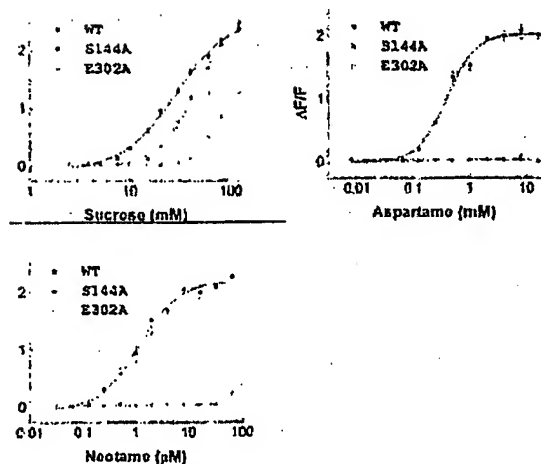 WT
S144A
E302A
2
1
0
1
10
100
Sucrose (mM)
WT
S144A
E302A
ΔF/F
2
1
0
0.01
0.1
1
10
Aspartamo (mM)
WT
S144A
E302A
2
1
0
0.01
0.1
1
10
100
Neotamo (µM)